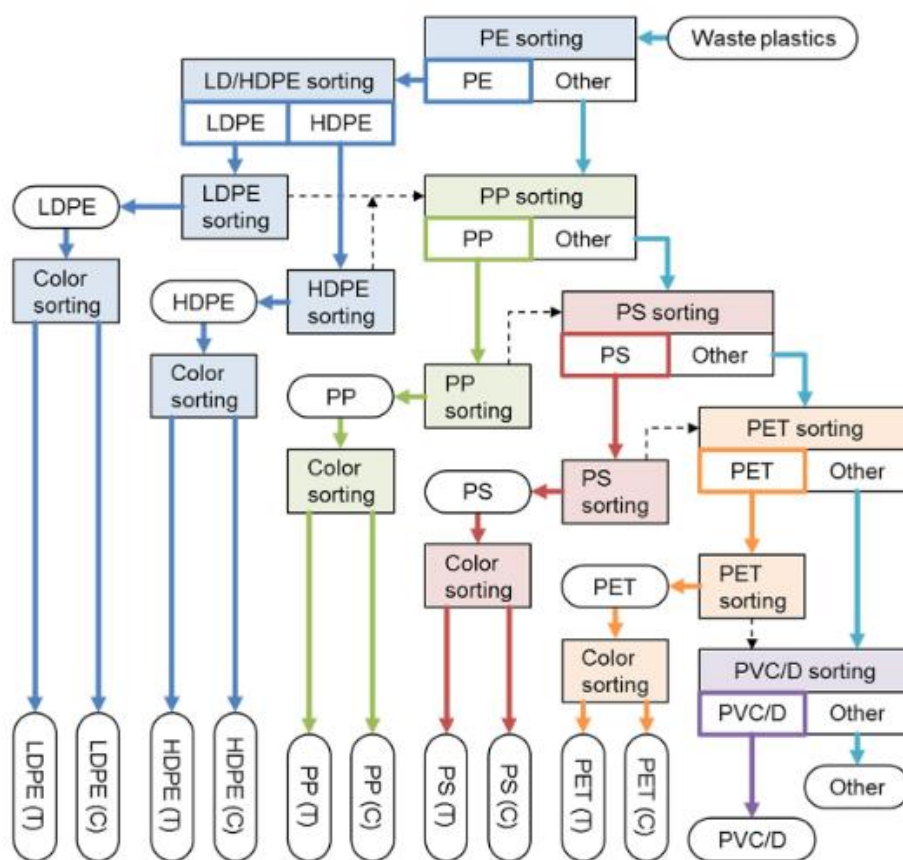 PE sorting
Waste plastics
LD/HDPE sorting
PE
Other
LDPE
HDPE
LDPE
sorting
PP sorting
LDPE
PP
Other
Color
sorting
HDPE
HDPE
sorting
PS sorting
PS
Other
Color
sorting
PP
PP
sorting
PET sorting
PET
Other
Color
sorting
PS
PS
sorting
Color
sorting
PET
PET
sorting
Color
sorting
PVC/D sorting
PVC/D
Other
LDPE (T)
LDPE (C)
HDPE (T)
HDPE (C)
PP (T)
PP (C)
PS (T)
PS (C)
PET (T)
PET (C)
Other
PVC/D